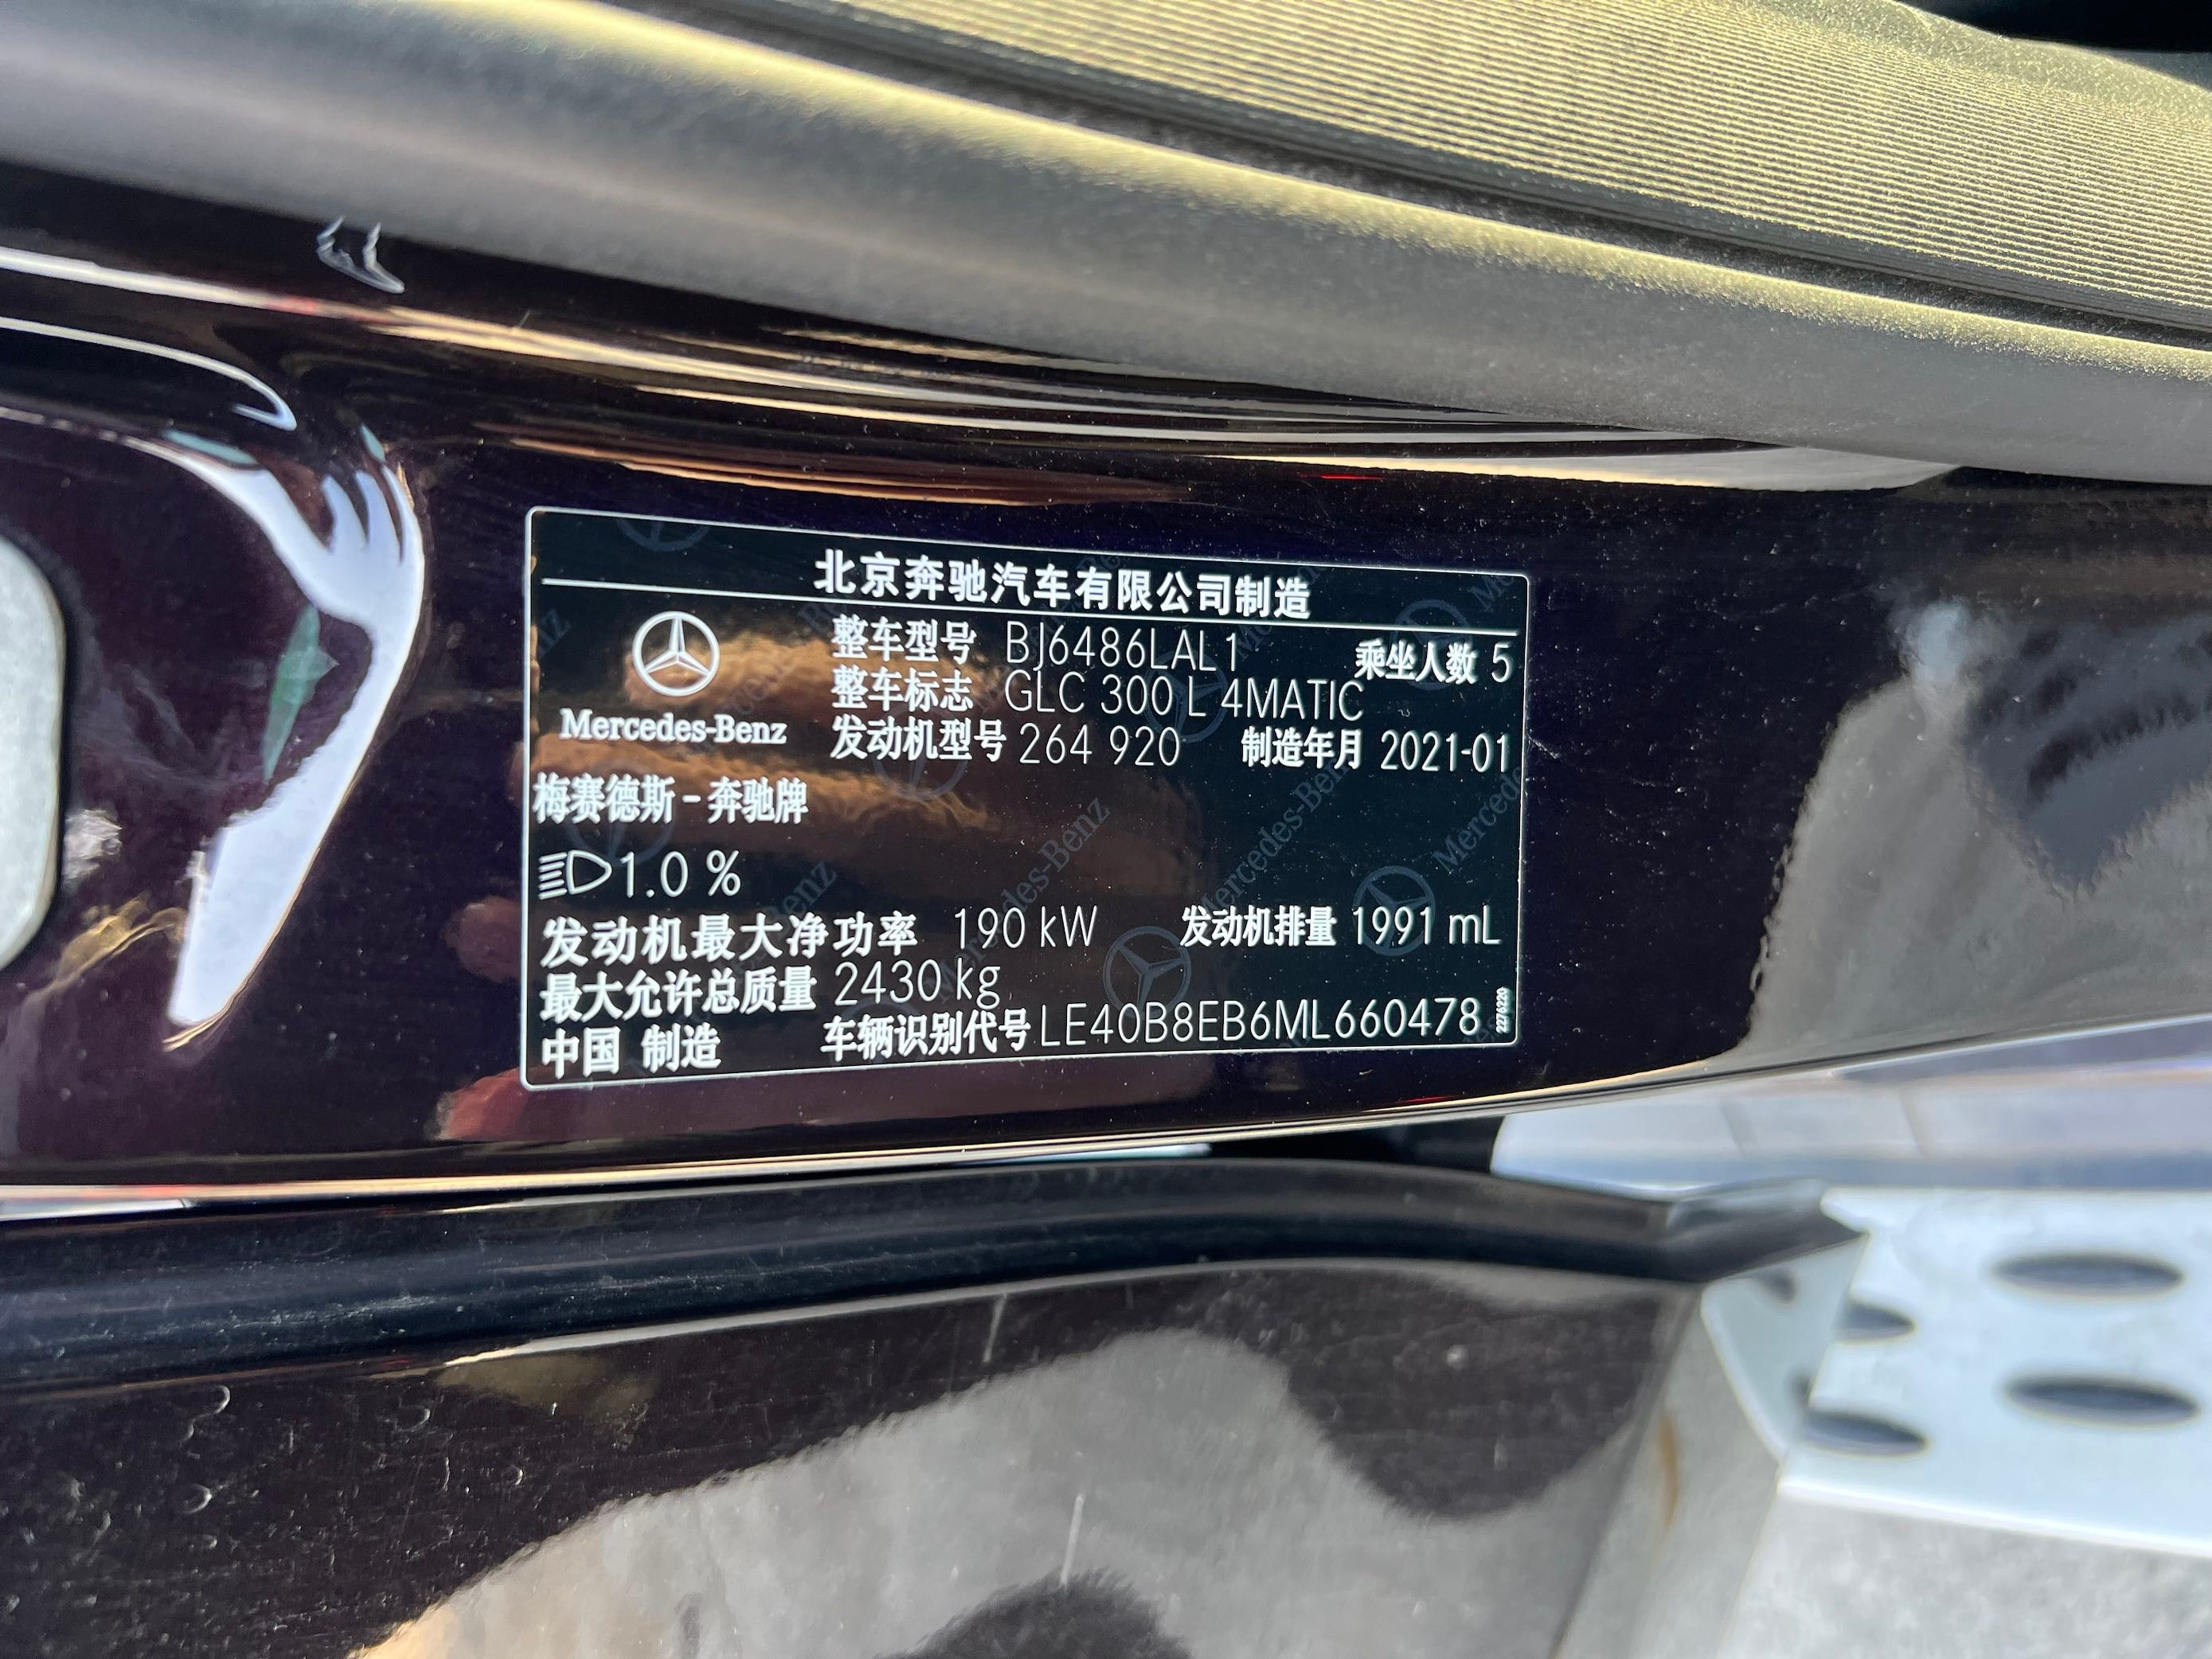 北京奔驰汽车有限公司制造
整车型号 BJ6486LAL1 乘坐人数 5
整车标志 GLC 300 L 4MATIC
Mercedes-Benz 发动机型号 264 920 制造年月 2021-01
梅赛德斯-奔驰牌
1.0 %
发动机最大净功率 190 kW 发动机排量 1991 mL
最大允许总质量 2430 kg
中国 制造 车辆识别代号 LE40B8EB6ML660478
2276220